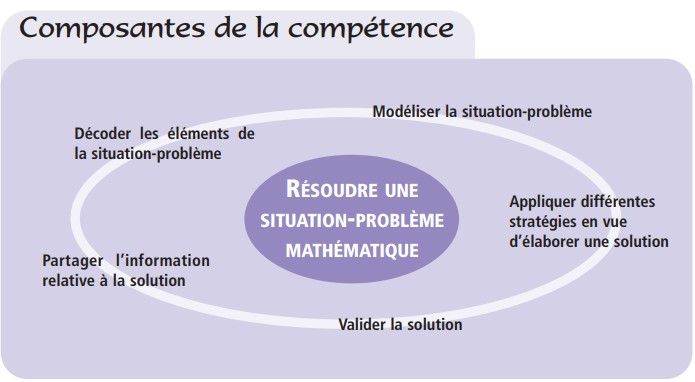 Composantes de la compétence
Modéliser la situation-problème
Décoder les éléments de
la situation-problème
RÉSOUDRE UNE
SITUATION-PROBLÈME
MATHÉMATIQUE
Appliquer différentes
stratégies en vue
d'élaborer une solution
Partager l'information
relative à la solution
Valider la solution